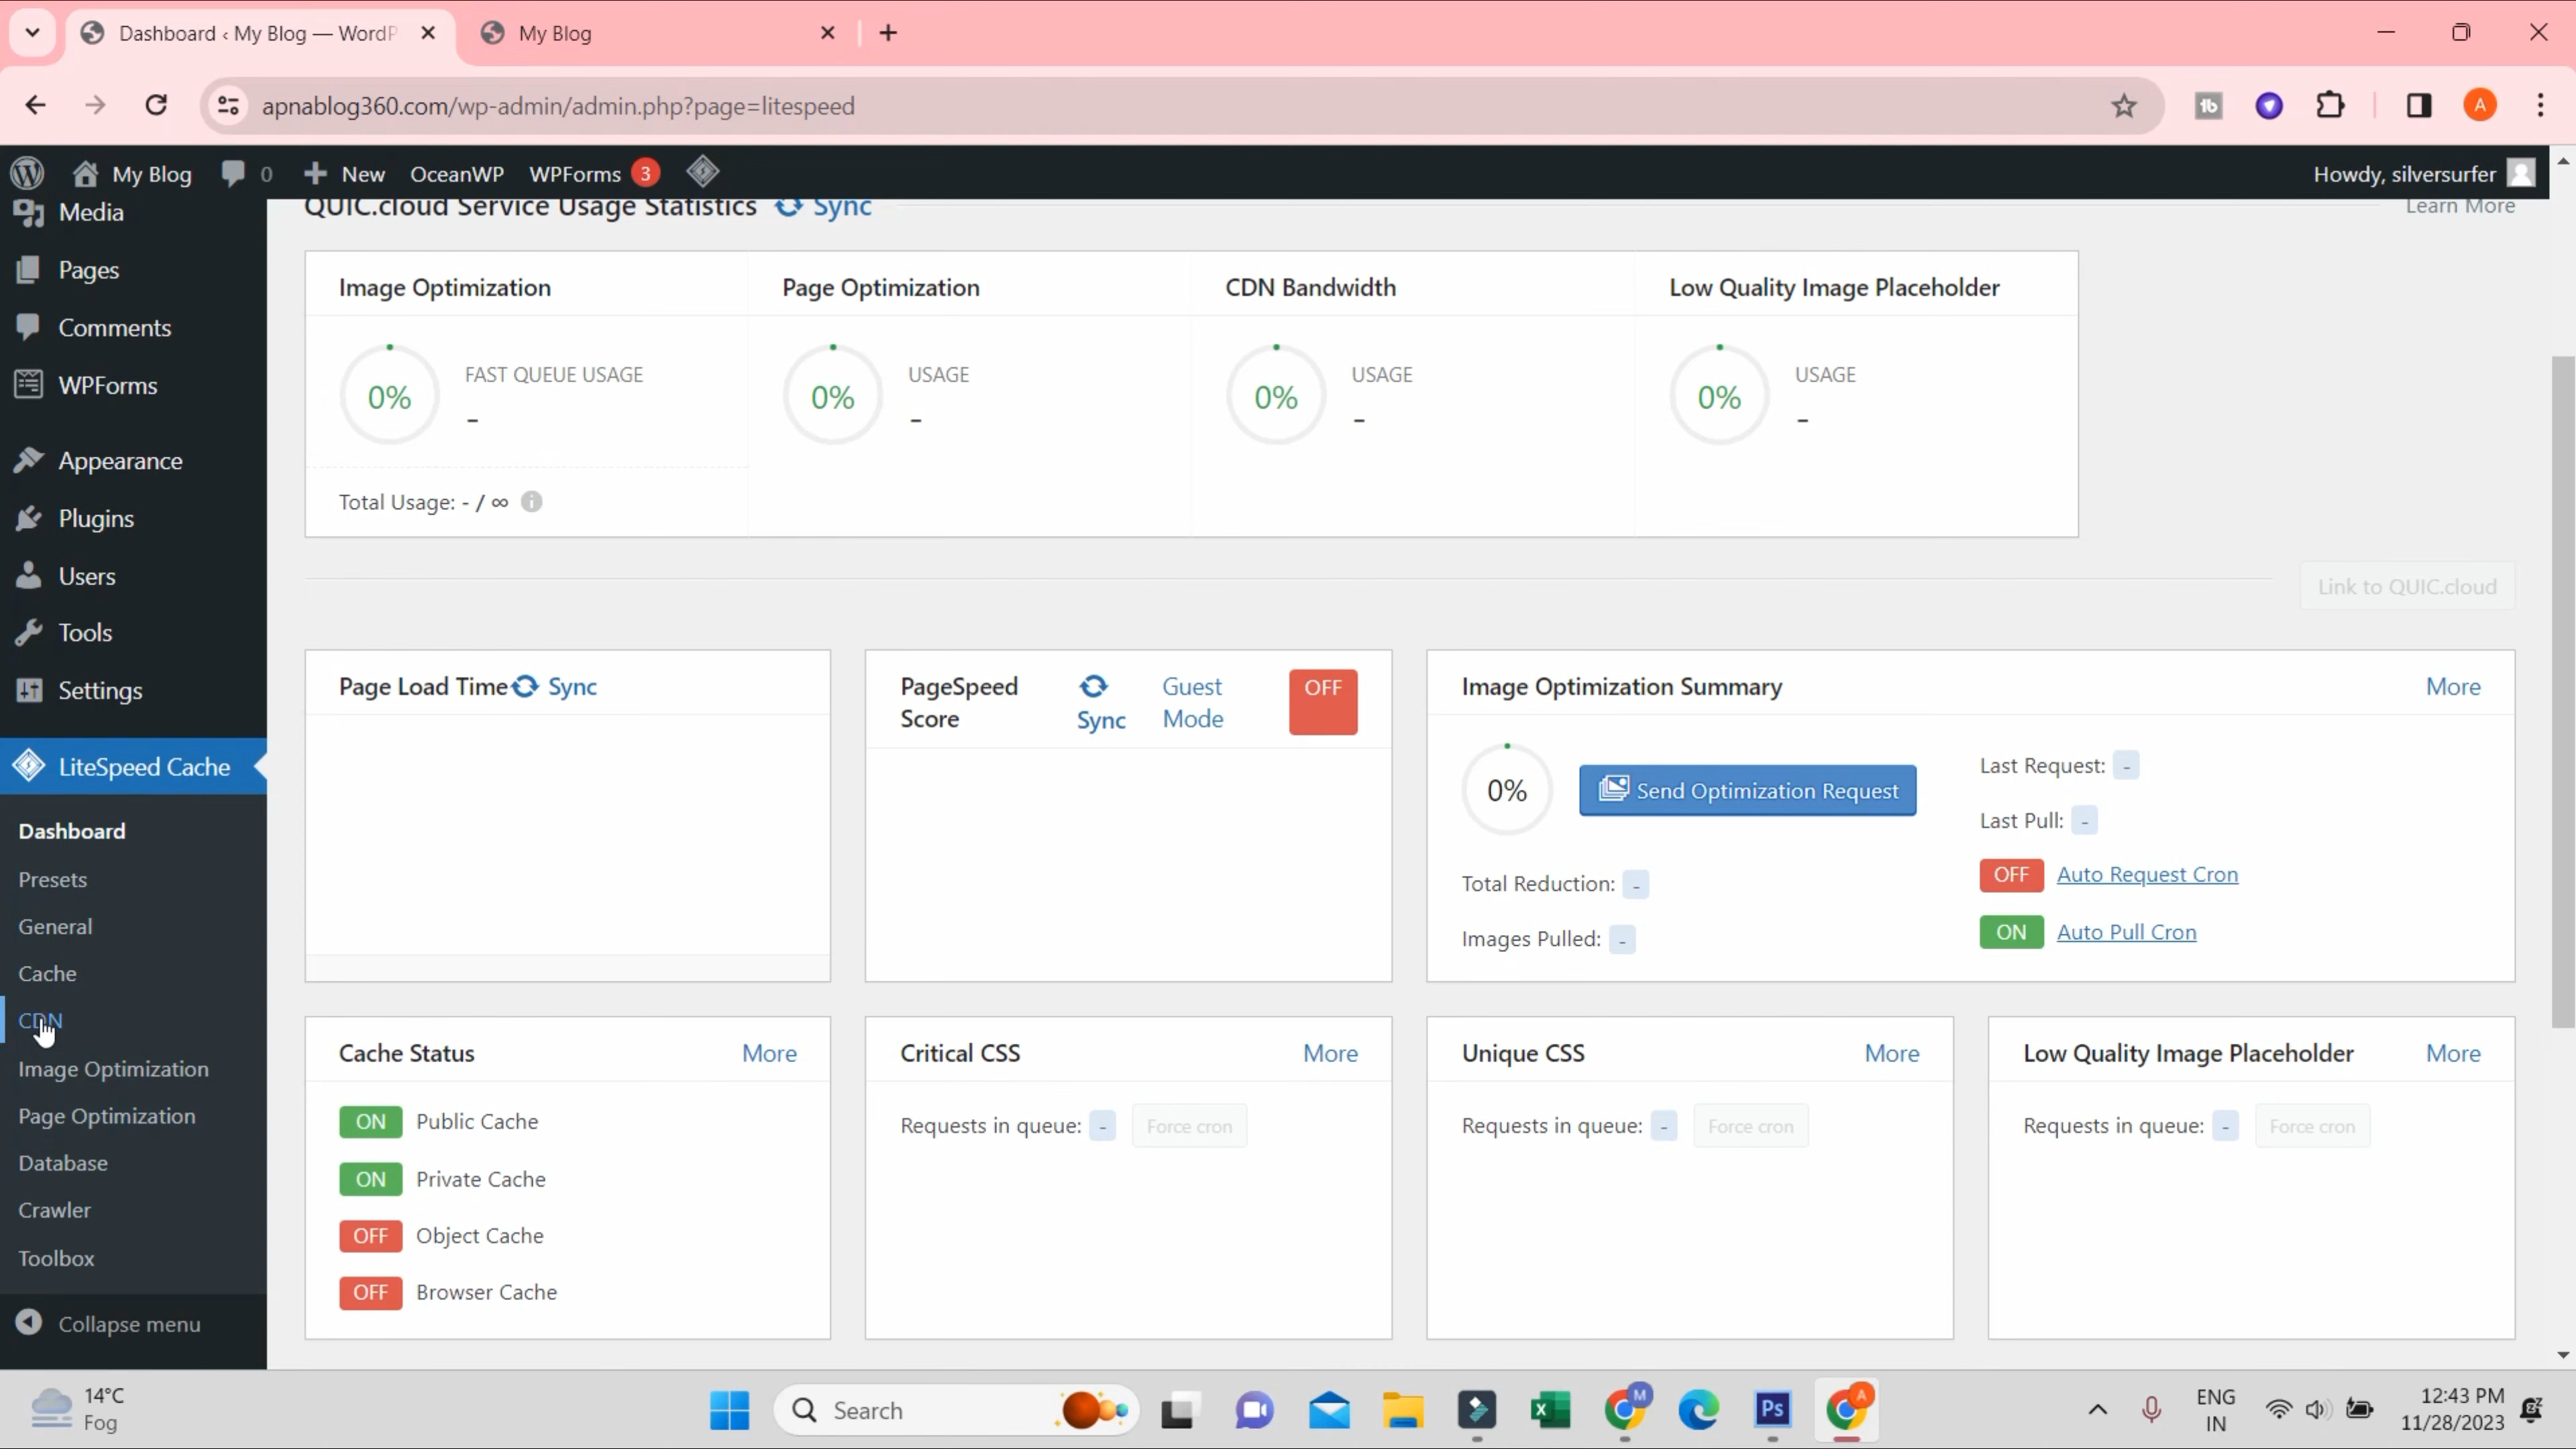 Dashboard ‹ My Blog — WordP
My Blog
apnablog360.com/wp-admin/admin.php?page=litespeed
A
My Blog
0
New
OceanWP
WPForms 3
Howdy, silversurfer
Media
Pages
Comments
WPForms
Appearance
Plugins
Users
Tools
Settings
LiteSpeed Cache
Dashboard
Presets
General
Cache
CDN
Image Optimization
Page Optimization
Database
Crawler
Toolbox
Collapse menu
QUIC.cloud Service Usage Statistics Sync
Learn More
Image Optimization
0%
FAST QUEUE USAGE
-
Total Usage: - / ∞ i
Page Optimization
0%
USAGE
-
CDN Bandwidth
0%
USAGE
-
Low Quality Image Placeholder
0%
USAGE
-
Link to QUIC.cloud
Page Load Time Sync
PageSpeed
Score
Sync
Guest
Mode
OFF
Image Optimization Summary
More
0%
Send Optimization Request
Total Reduction: -
Images Pulled: -
Last Request: -
Last Pull: -
OFF Auto Request Cron
ON Auto Pull Cron
Cache Status More
ON Public Cache
ON Private Cache
OFF Object Cache
OFF Browser Cache
Critical CSS More
Requests in queue: - Force cron
Unique CSS More
Requests in queue: - Force cron
Low Quality Image Placeholder More
Requests in queue: - Force cron
14°C
Fog
Search
M
Ps
A
ENG
IN
12:43 PM
11/28/2023